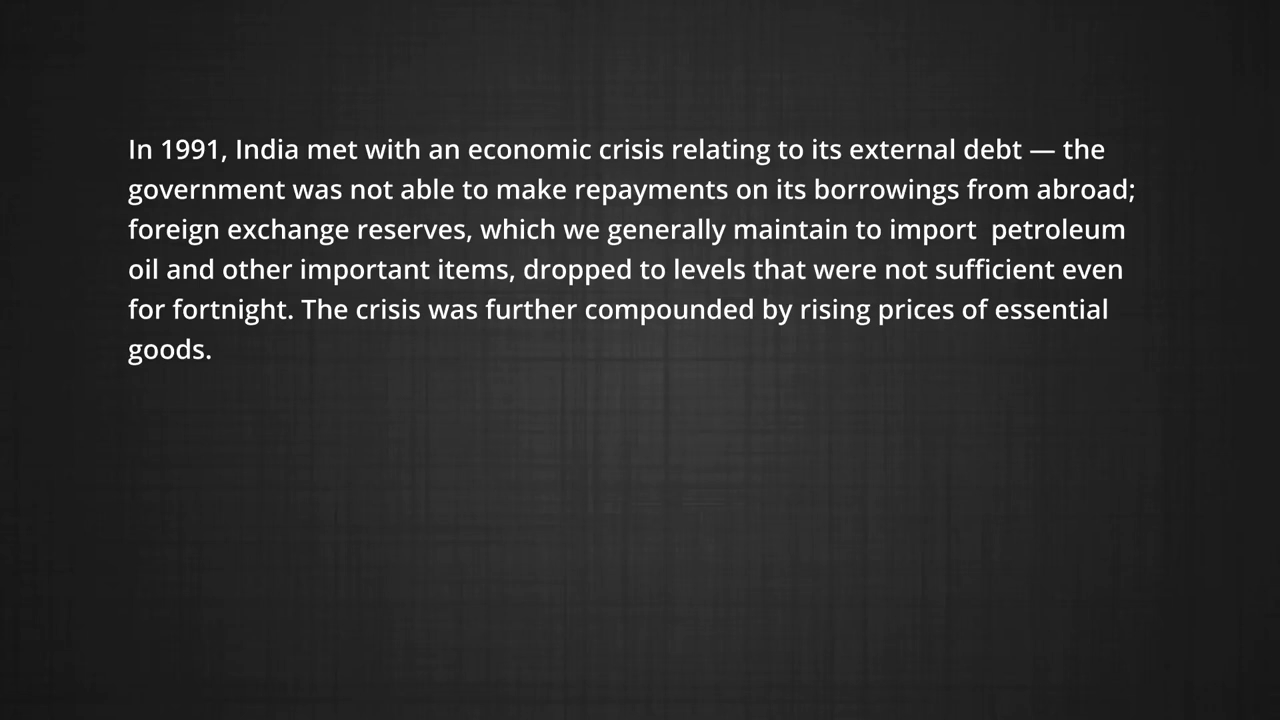 In 1991, India met with an economic crisis relating to its external debt — the
government was not able to make repayments on its borrowings from abroad;
foreign exchange reserves, which we generally maintain to import  petroleum
oil and other important items, dropped to levels that were not sufficient even
for fortnight. The crisis was further compounded by rising prices of essential
goods.